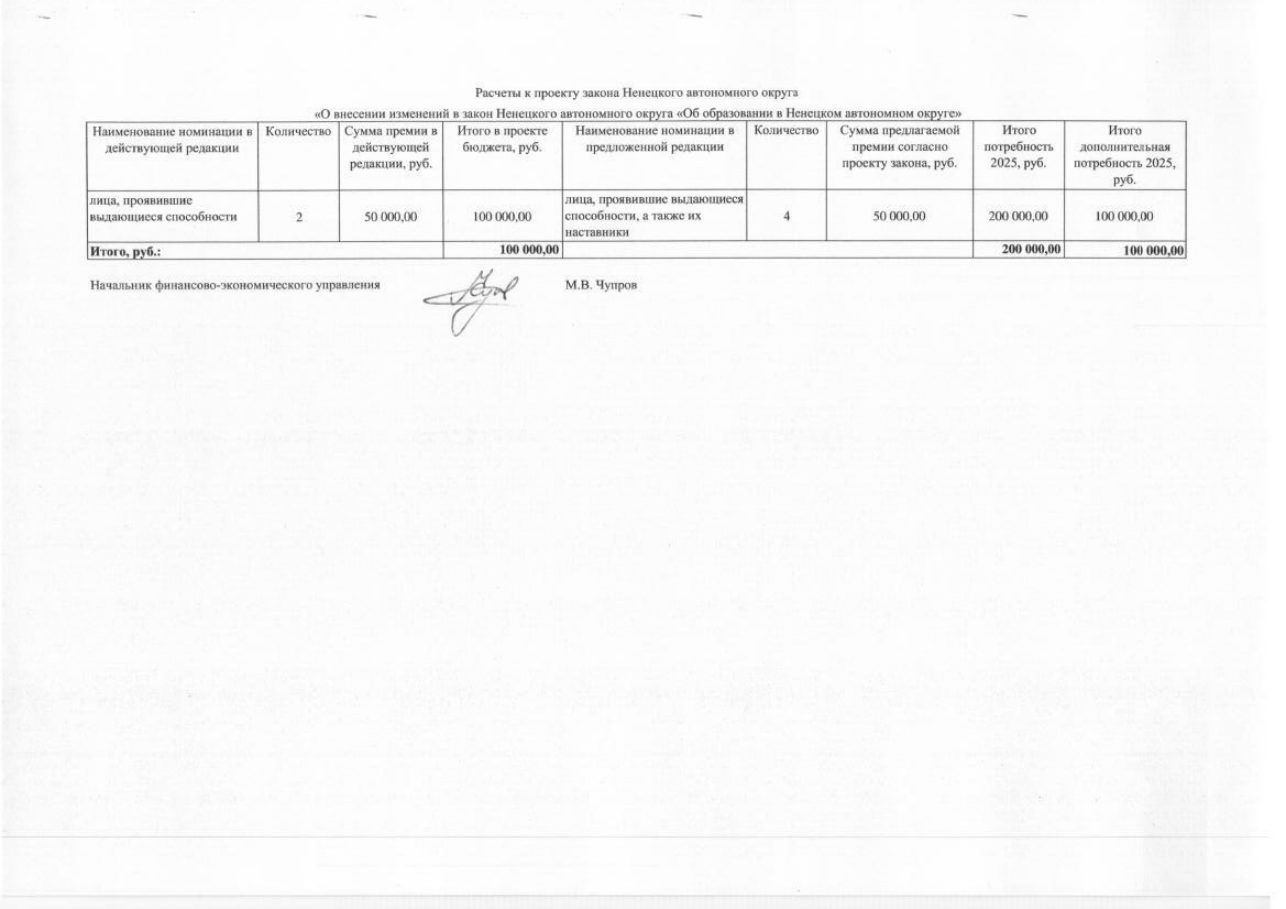 Расчеты к проекту закона Ненецкого автономного округа
«О внесении изменений в закон Ненецкого автономного округа «Об образовании в Ненецком автономном округе»
Наименование номинации в действующей редакции
Количество
Сумма премии в действующей редакции, руб.
Итого в проекте бюджета, руб.
Наименование номинации в предложенной редакции
Количество
Сумма предлагаемой премии согласно проекту закона, руб.
Итого потребность 2025, руб.
Итого дополнительная потребность 2025, руб.
лица, проявившие выдающиеся способности
2
50 000,00
100 000,00
лица, проявившие выдающиеся способности, а также их наставники
4
50 000,00
200 000,00
100 000,00
Итого, руб.:
100 000,00
200 000,00
100 000,00
Начальник финансово-экономического управления
М.В. Чупров